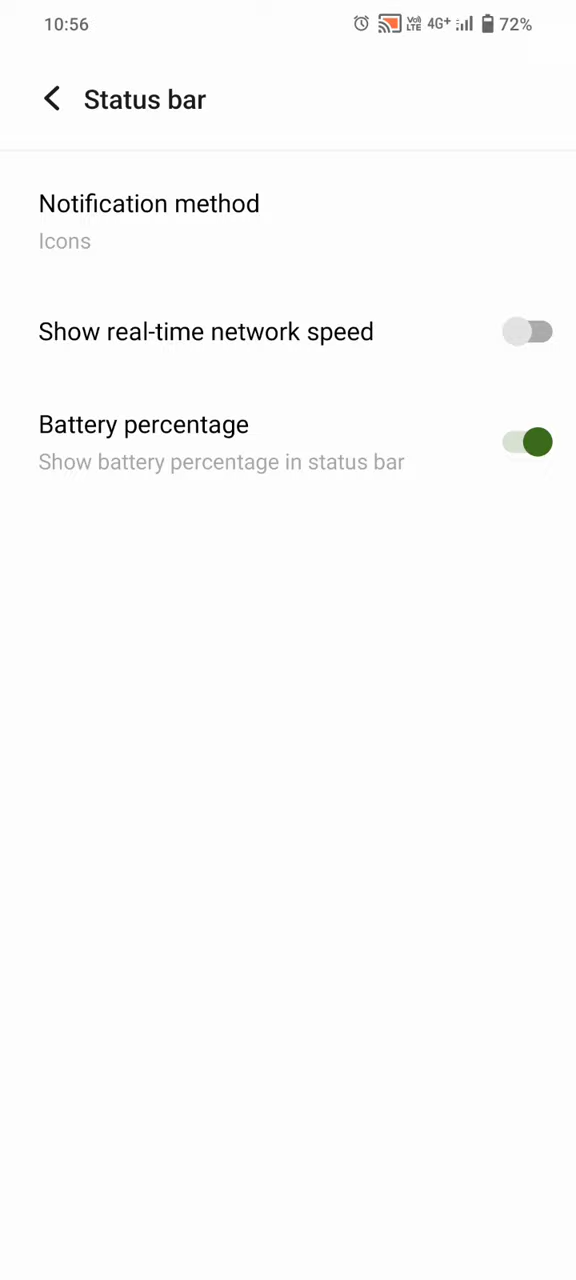 10:56 VoLTE 4G+ 72%
Status bar
Notification method
Icons
Show real-time network speed
Battery percentage
Show battery percentage in status bar